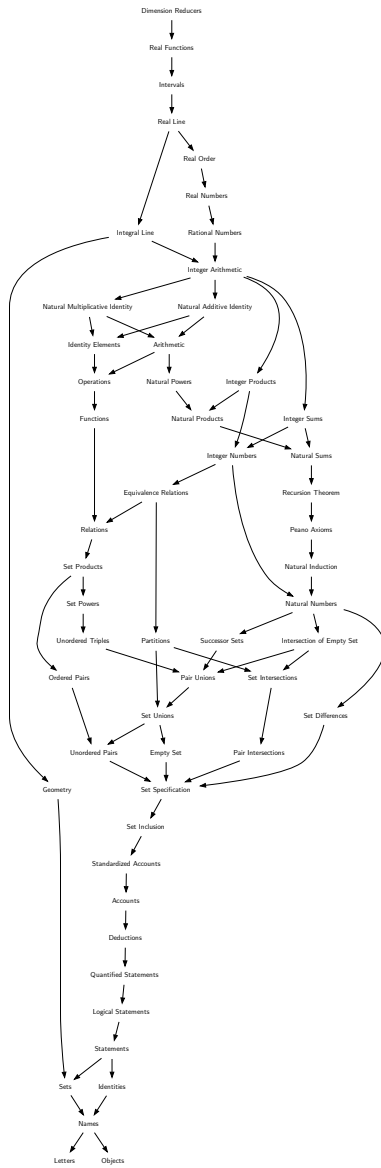 Dimension Reducers
Real Functions
Intervals
Real Line
Real Order
Real Numbers
Integral Line Rational Numbers
Integer Arithmetic
Natural Multiplicative Identity Natural Additive Identity
Identity Elements Arithmetic
Operations Natural Powers Integer Products
Functions Natural Products Integer Sums
Integer Numbers Natural Sums
Equivalence Relations Recursion Theorem
Relations Peano Axioms
Set Products Natural Induction
Set Powers Natural Numbers
Unordered Triples Partitions Successor Sets Intersection of Empty Set
Ordered Pairs Pair Unions Set Intersections
Set Unions Set Differences
Unordered Pairs Empty Set Pair Intersections
Geometry Set Specification
Set Inclusion
Standardized Accounts
Accounts
Deductions
Quantified Statements
Logical Statements
Statements
Sets Identities
Names
Letters Objects